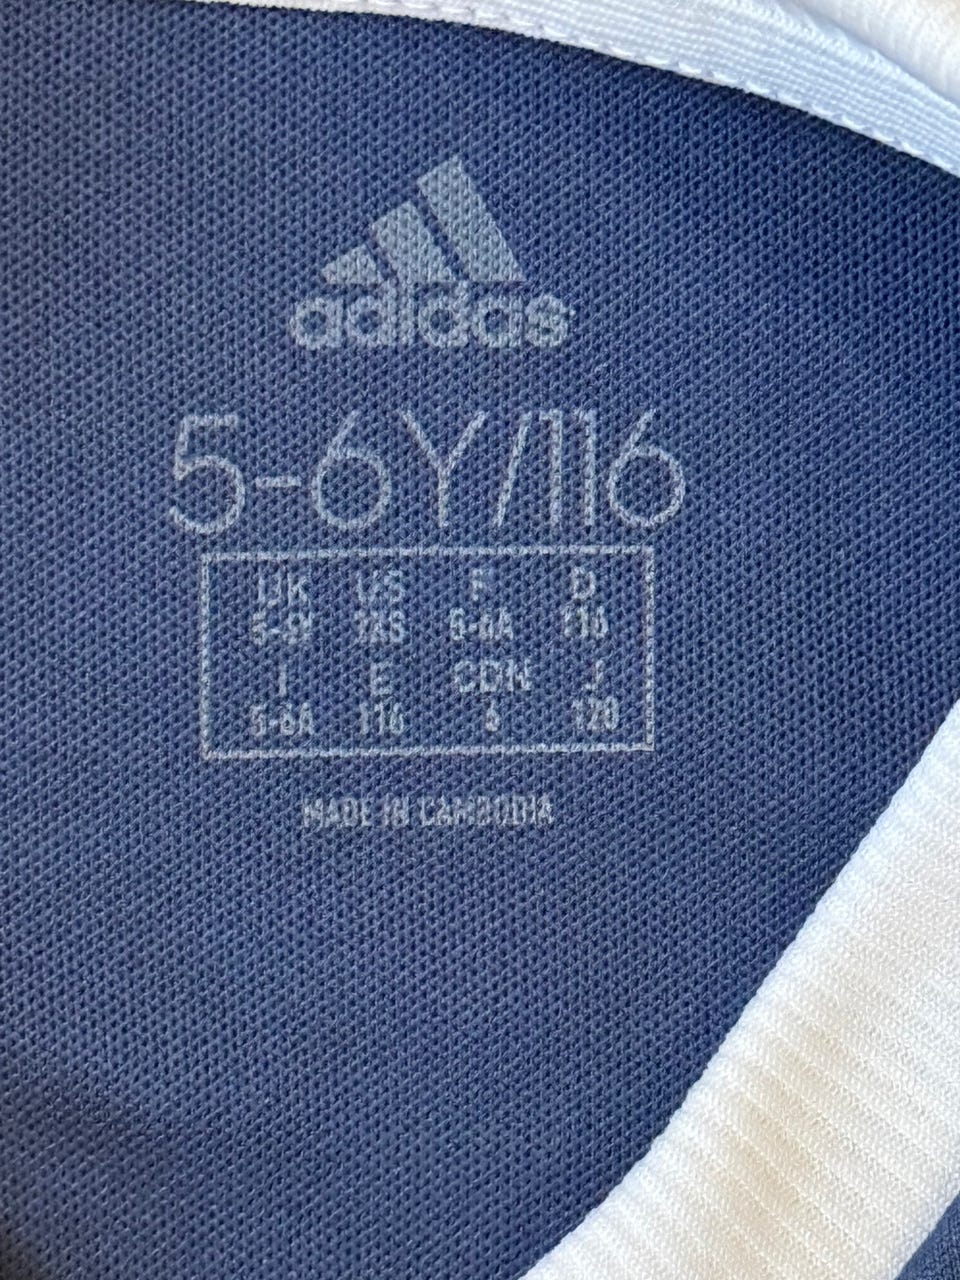 adidas
5-6Y/116
UK US F D
5-6Y 1XS 5-6A 116
I E CDN J
5-6A 116 6 120
MADE IN CAMBODIA